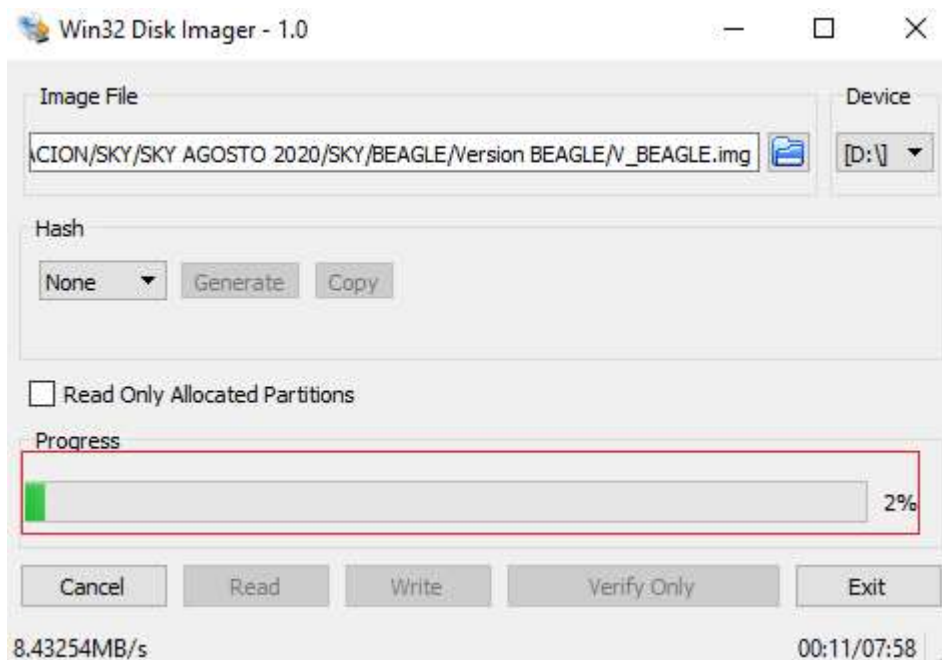 Win32 Disk Imager - 1.0
Image File
Device
ACION/SKY/SKY AGOSTO 2020/SKY/BEAGLE/Version BEAGLE/V_BEAGLE.img
[D:\]
Hash
None
Generate
Copy
Read Only Allocated Partitions
Progress
2%
Cancel
Read
Write
Verify Only
Exit
8.43254MB/s
00:11/07:58